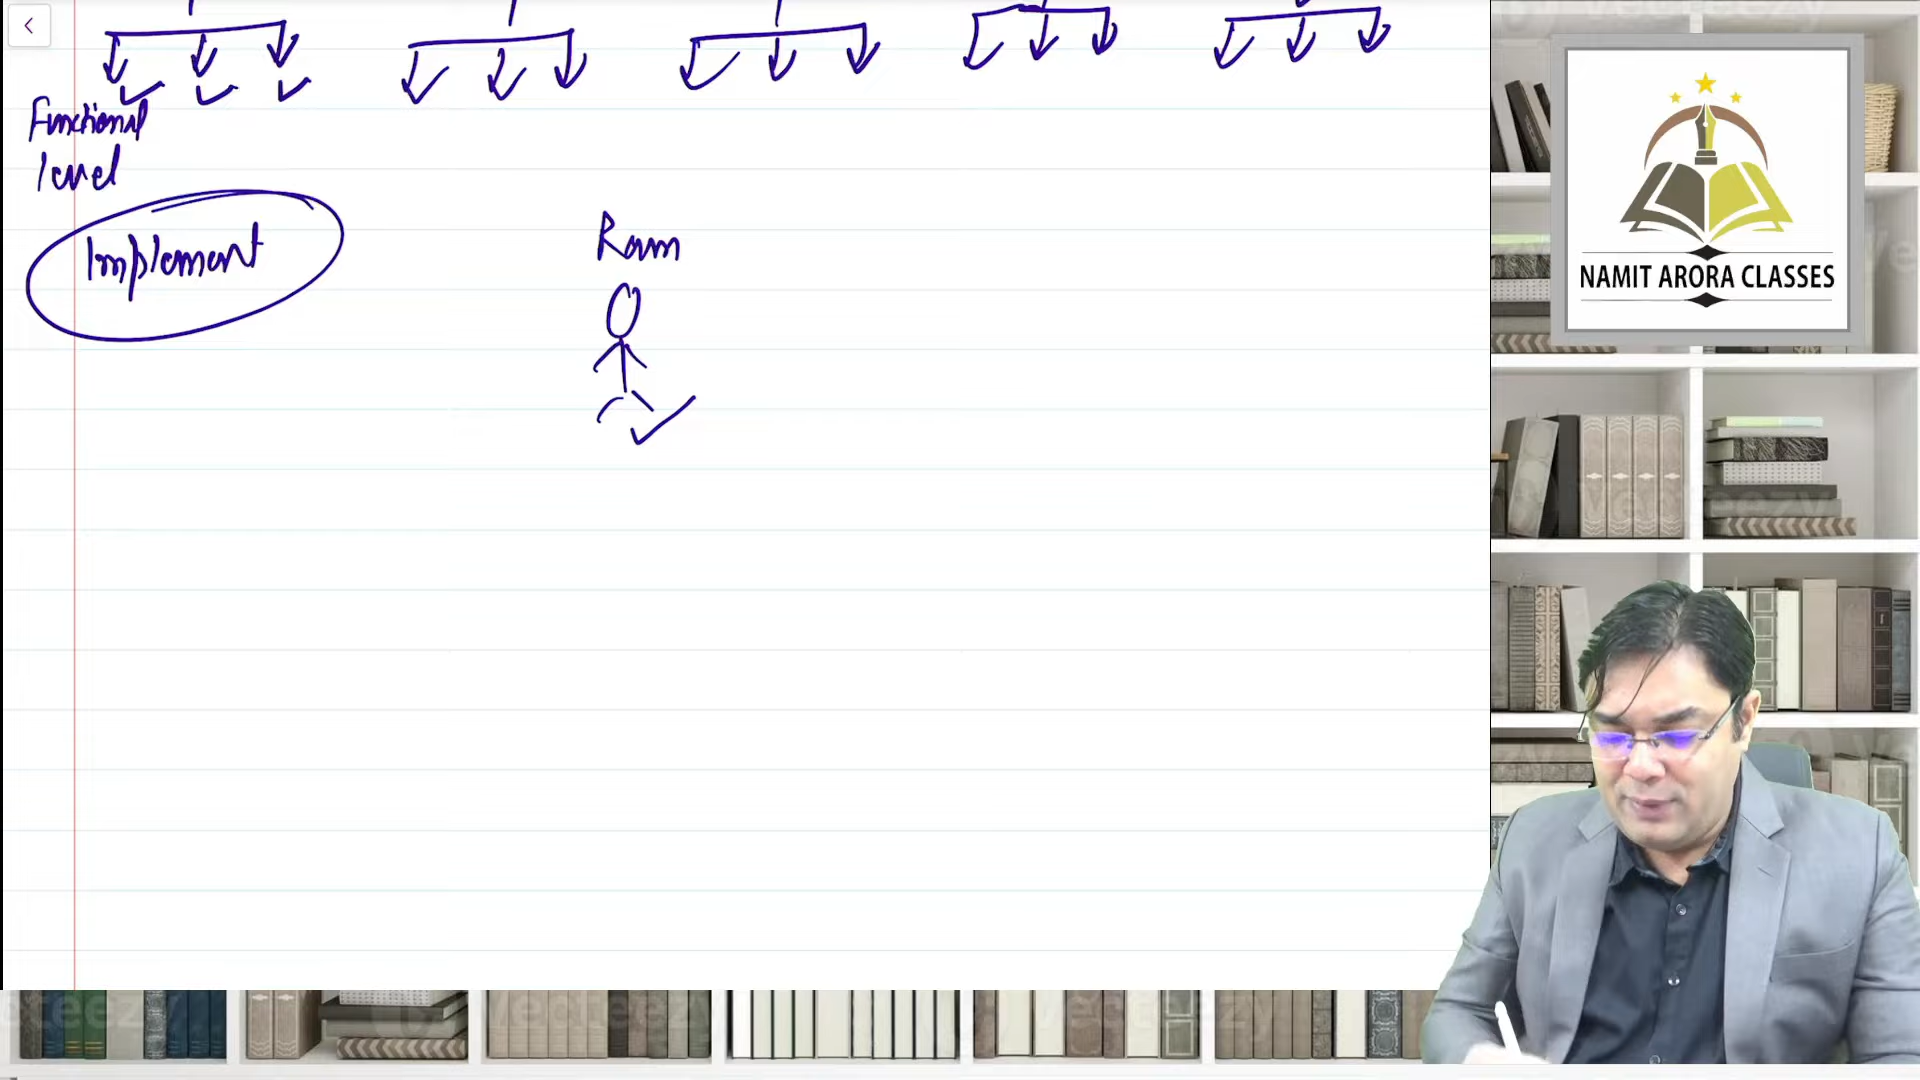 Functional
level
Implement
Ram
NAMIT ARORA CLASSES